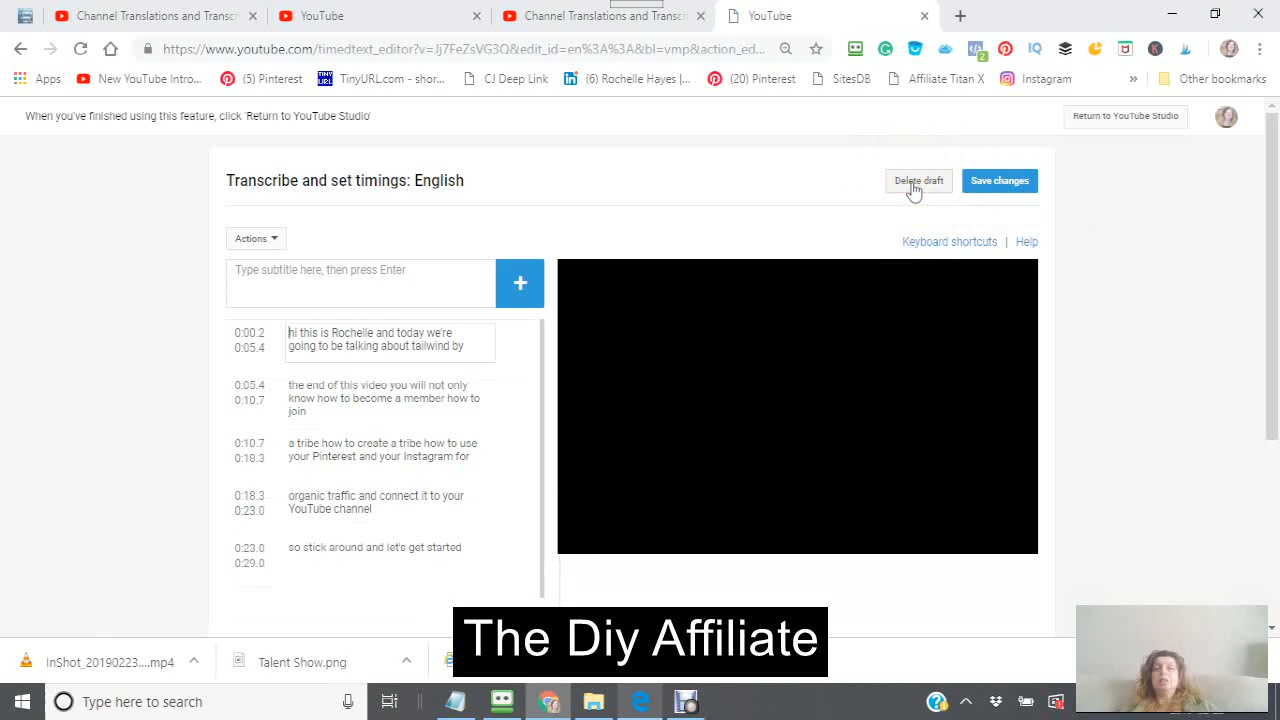 Channel Translations and Transcr
YouTube
Channel Translations and Transcr
YouTube
https://www.youtube.com/timedtext_editor?v=Jj7FeZsVG3Q&edit_id=en%3A%3A&bl=vmp&action_ed...
2
Apps
New YouTube Intro...
(5) Pinterest
TinyURL.com - shor...
CJ Deep Link
(6) Rochelle Hayes |...
(20) Pinterest
SitesDB
Affiliate Titan X
Instagram
»
Other bookmarks
When you've finished using this feature, click 'Return to YouTube Studio'
Return to YouTube Studio
Transcribe and set timings: English
Delete draft
Save changes
Actions
Keyboard shortcuts | Help
Type subtitle here, then press Enter
+
0:00.2 hi this is Rochelle and today we're
0:05.4 going to be talking about tailwind by
0:05.4 the end of this video you will not only
0:10.7 know how to become a member how to
join
0:10.7 a tribe how to create a tribe how to use
0:18.3 your Pinterest and your Instagram for
0:18.3 organic traffic and connect it to your
0:23.0 YouTube channel
0:23.0 so stick around and let's get started
0:29.0
The Diy Affiliate
InShot_20190223....mp4
Talent Show.png
Type here to search